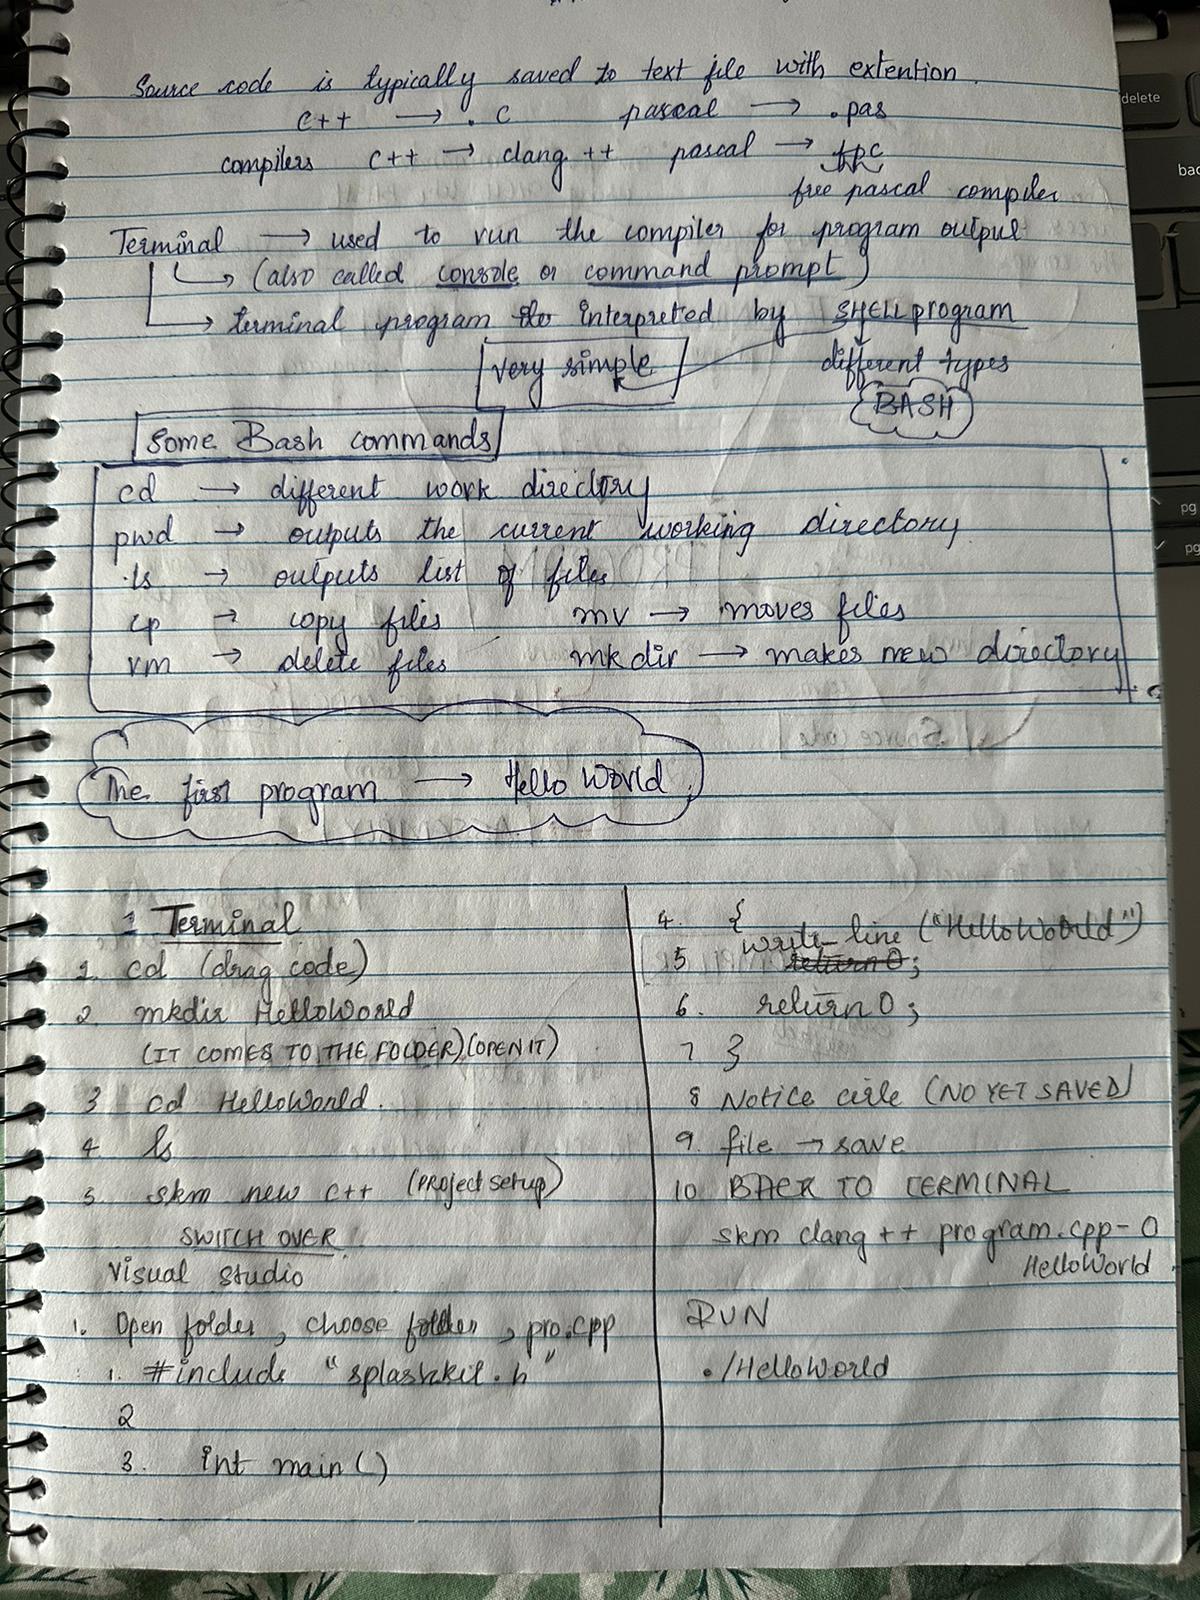 Source code is typically saved to text file with extention.
C++ → . C pascal → .pas
compilers C++ → clang ++ pascal → fpc
free pascal compiler
Terminal → used to run the compiler for program output
(also called console or command prompt)
terminal program interpreted by SHELL program
very simple different types
BASH
Some Bash commands
cd → different work directory
pwd → outputs the current working directory
ls → outputs list of files
cp → copy files mv → moves files
rm → delete files mkdir → makes new directory
The first program → Hello World.
1 Terminal
1. cd (drag code)
2. mkdir HelloWorld
(IT COMES TO THE FOLDER) (OPEN IT)
3 cd HelloWorld.
4 ls
5. skm new c++ (project setup)
SWITCH OVER
Visual Studio
1. Open folder, choose folder, pro.cpp
1. #include "splashkit.h"
2
3. int main()
4. {
write_line ("HelloWorld")
5 return 0;
6. return 0;
7 }
8 Notice cirle (NO YET SAVED)
9. file → save
10 BACK TO TERMINAL
skm clang ++ program.cpp - O
HelloWorld
RUN
./HelloWorld
delete
bac
pg
pg